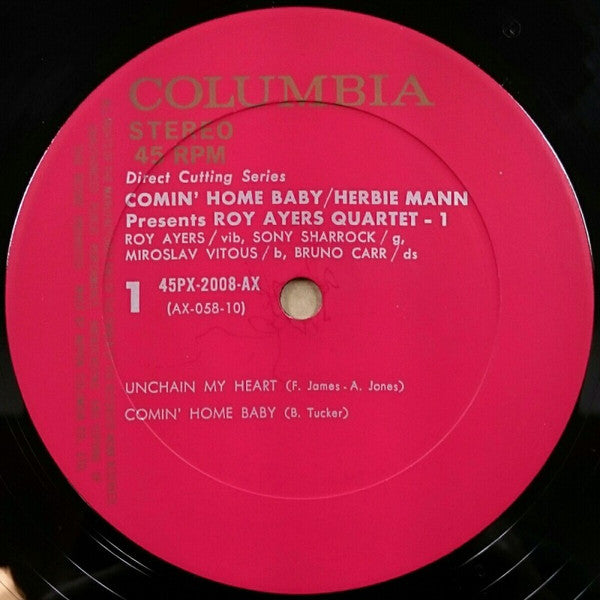 COLUMBIA
STEREO
45 RPM
Direct Cutting Series
COMIN' HOME BABY/HERBIE MANN
Presents ROY AYERS QUARTET - 1
ROY AYERS / vib, SONY SHARROCK / g,
MIROSLAV VITOUS / b, BRUNO CARR / ds
1 45PX-2008-AX
(AX-058-10)
UNCHAIN MY HEART (F. James - A. Jones)
COMIN' HOME BABY (B. Tucker)